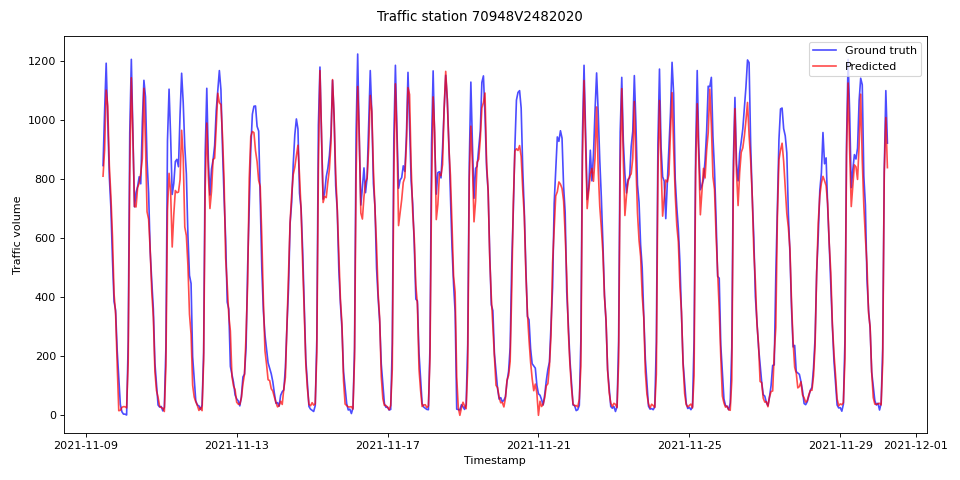 Traffic station 70948V2482020
Ground truth
Predicted
Traffic volume
1200
1000
800
600
400
200
0
2021-11-09
2021-11-13
2021-11-17
2021-11-21
2021-11-25
2021-11-29
2021-12-01
Timestamp